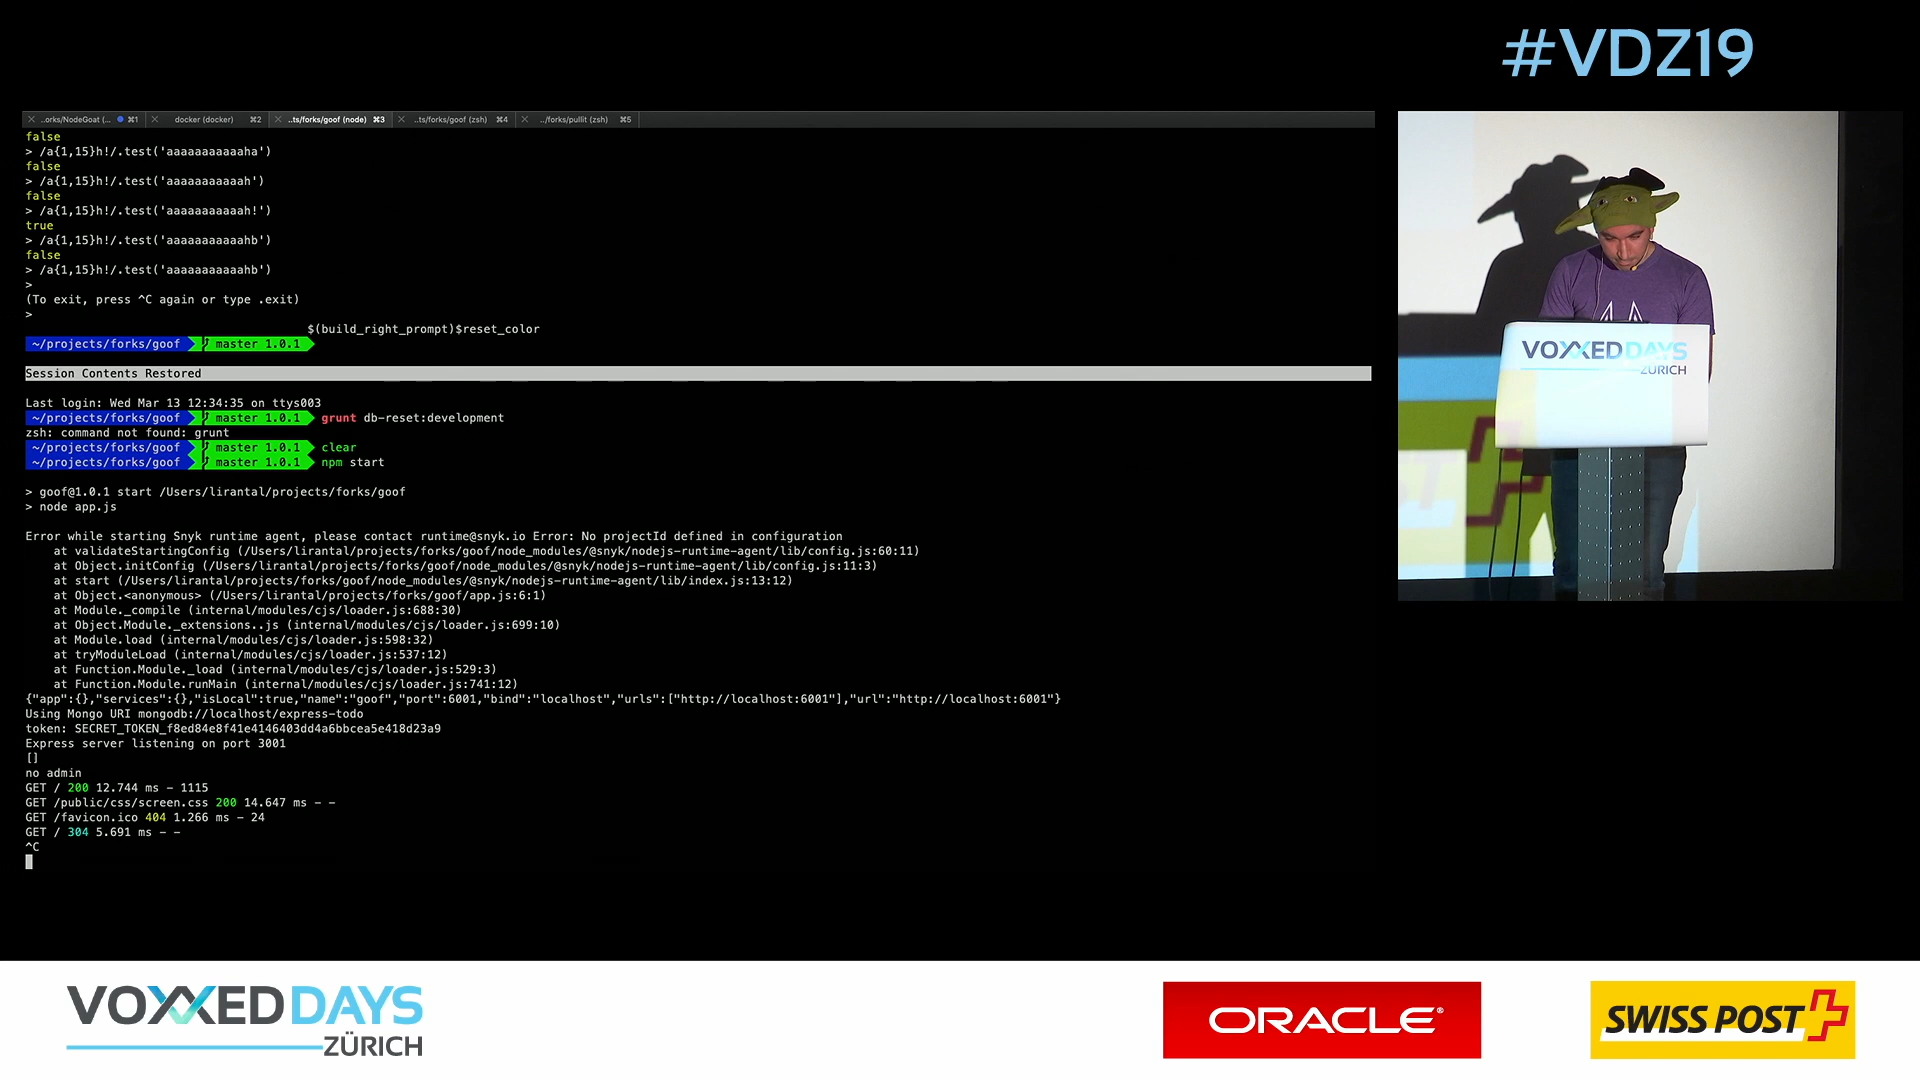 #VDZ19
..orks/NodeGoat (... ⌘1 docker (docker) ⌘2 ..ts/forks/goof (node) ⌘3 ..ts/forks/goof (zsh) ⌘4 ../forks/pullit (zsh) ⌘5
false
> /a{1,15}h!/.test('aaaaaaaaaaaaha')
false
> /a{1,15}h!/.test('aaaaaaaaaaaah')
false
> /a{1,15}h!/.test('aaaaaaaaaaaah!')
true
> /a{1,15}h!/.test('aaaaaaaaaaaahb')
false
> /a{1,15}h!/.test('aaaaaaaaaaaahb')
>
(To exit, press ^C again or type .exit)
>
$(build_right_prompt)$reset_color
~/projects/forks/goof master 1.0.1
Session Contents Restored
Last login: Wed Mar 13 12:34:35 on ttys003
~/projects/forks/goof master 1.0.1 grunt db-reset:development
zsh: command not found: grunt
~/projects/forks/goof master 1.0.1 clear
~/projects/forks/goof master 1.0.1 npm start
> goof@1.0.1 start /Users/lirantal/projects/forks/goof
> node app.js
Error while starting Snyk runtime agent, please contact runtime@snyk.io Error: No projectId defined in configuration
at validateStartingConfig (/Users/lirantal/projects/forks/goof/node_modules/@snyk/nodejs-runtime-agent/lib/config.js:60:11)
at Object.initConfig (/Users/lirantal/projects/forks/goof/node_modules/@snyk/nodejs-runtime-agent/lib/config.js:11:3)
at start (/Users/lirantal/projects/forks/goof/node_modules/@snyk/nodejs-runtime-agent/lib/index.js:13:12)
at Object.<anonymous> (/Users/lirantal/projects/forks/goof/app.js:6:1)
at Module._compile (internal/modules/cjs/loader.js:688:30)
at Object.Module._extensions..js (internal/modules/cjs/loader.js:699:10)
at Module.load (internal/modules/cjs/loader.js:598:32)
at tryModuleLoad (internal/modules/cjs/loader.js:537:12)
at Function.Module._load (internal/modules/cjs/loader.js:529:3)
at Function.Module.runMain (internal/modules/cjs/loader.js:741:12)
{"app":{},"services":{},"isLocal":true,"name":"goof","port":6001,"bind":"localhost","urls":["http://localhost:6001"],"url":"http://localhost:6001"}
Using Mongo URI mongodb://localhost/express-todo
token: SECRET_TOKEN_f8ed84e8f41e4146403dd4a6bbcea5e418d23a9
Express server listening on port 3001
[]
no admin
GET / 200 12.744 ms - 1115
GET /public/css/screen.css 200 14.647 ms - -
GET /favicon.ico 404 1.266 ms - 24
GET / 304 5.691 ms - -
^C
VOXXED DAYS
ZÜRICH
VOXXED DAYS
ZÜRICH
ORACLE®
SWISS POST